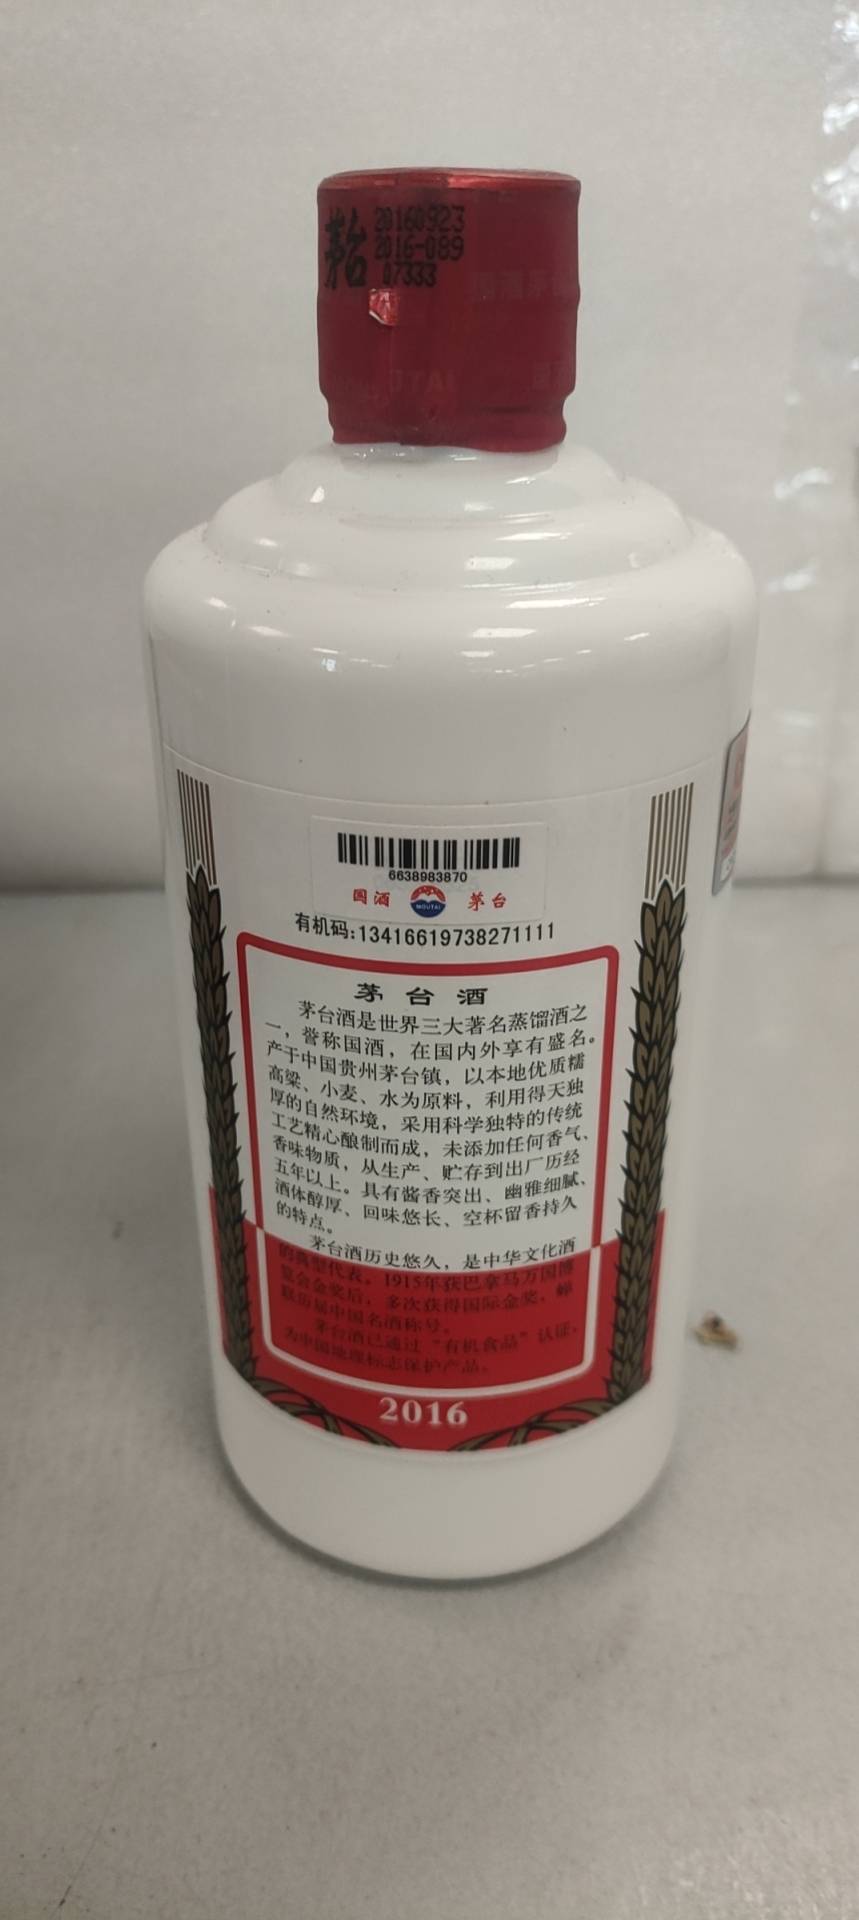 茅台
20160923
2016-089
07333
6638983870
国酒 MOUTAI 茅台
有机码:13416619738271111
茅台酒
茅台酒是世界三大著名蒸馏酒之
一，誉称国酒，在国内外享有盛名。
产于中国贵州茅台镇，以本地优质糯
高粱、小麦、水为原料，利用得天独
厚的自然环境，采用科学独特的传统
工艺精心酿制而成，未添加任何香气、
香味物质，从生产、贮存到出厂历经
五年以上。具有酱香突出、幽雅细腻、
酒体醇厚、回味悠长、空杯留香持久
的特点。
茅台酒历史悠久，是中华文化酒
的典型代表。1915年获巴拿马万国博
览会金奖后，多次获得国际金奖，蝉
联历届中国名酒称号。
茅台酒已通过“有机食品”认证，
为中国地理标志保护产品。
2016